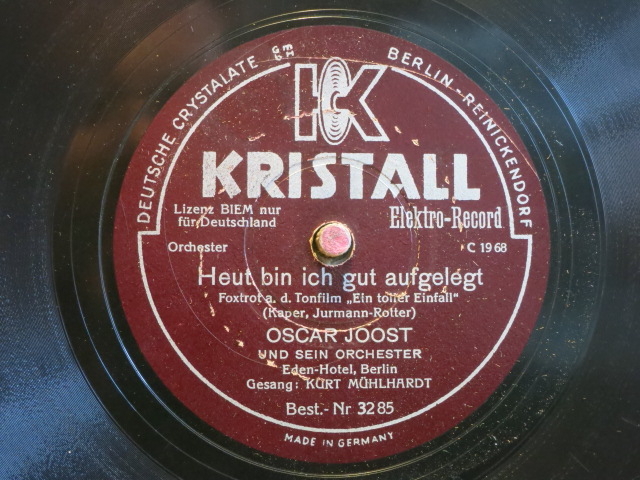 DEUTSCHE CRYSTALATE
BERLIN-REINICKENDORF
K
KRISTALL
Lizenz BIEM nur
für Deutschland
Elektro-Record
Orchester
C 1968
Heut bin ich gut aufgelegt
Foxtrot a. d. Tonfilm „Ein toller Einfall“
(Kaper, Jurmann-Rotter)
OSCAR JOOST
UND SEIN ORCHESTER
Eden-Hotel, Berlin
Gesang: KURT MÜHLHARDT
Best.- Nr 3285
MADE IN GERMANY